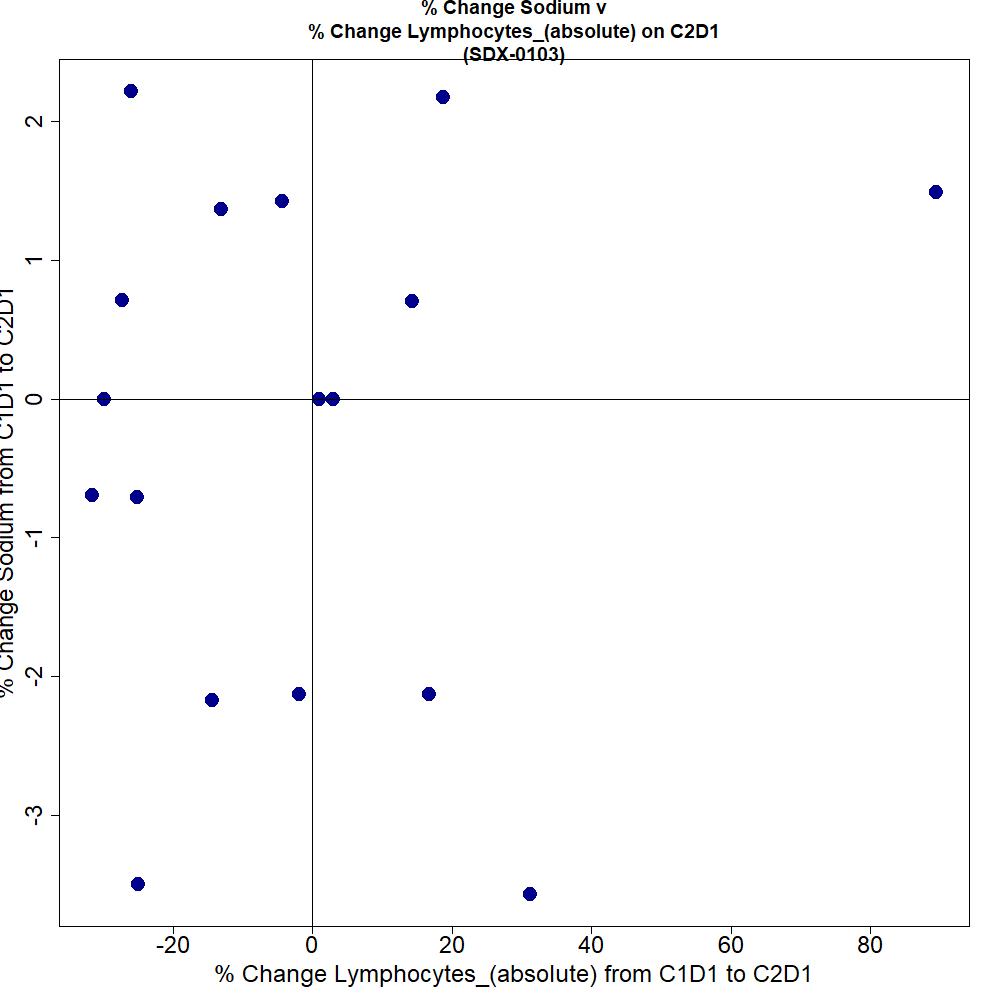 % Change Sodium v
% Change Lymphocytes_(absolute) on C2D1
(SDX-0103)
% Change Sodium from C1D1 to C2D1
2
1
0
-1
-2
-3
-20 0 20 40 60 80
% Change Lymphocytes_(absolute) from C1D1 to C2D1